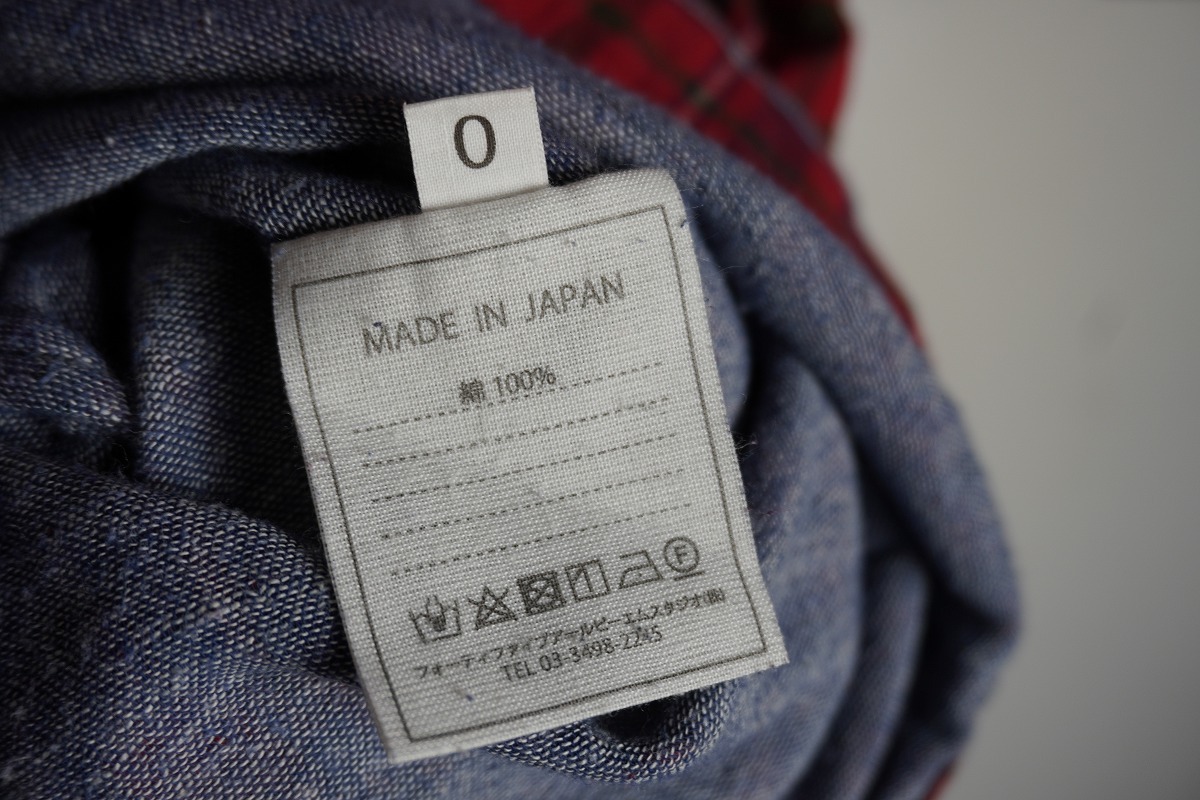 0
MADE IN JAPAN
綿 100%
F
フォーティファイブアールピーエムスタジオ㈱
TEL 03-3498-2245